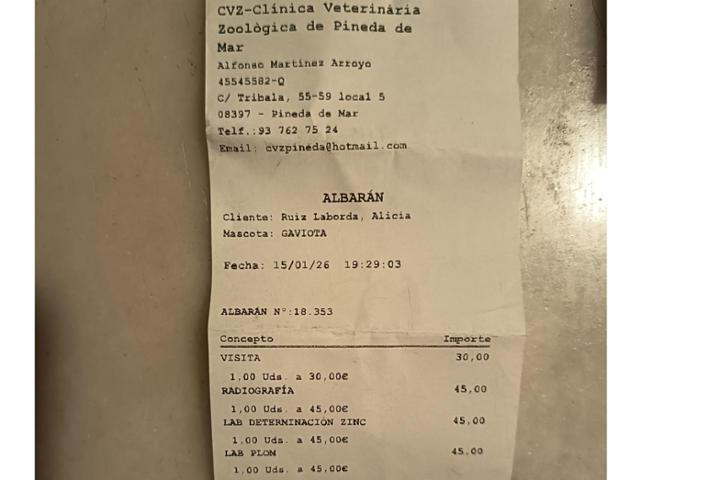 CVZ-Clínica Veterinària
Zoològica de Pineda de
Mar
Alfonso Martinez Arroyo
45545582-Q
C/ Tribala, 55-59 local 5
08397 - Pineda de Mar
Telf.:93 762 75 24
Email: cvzpineda@hotmail.com
ALBARÁN
Cliente: Ruiz Laborda, Alicia
Mascota: GAVIOTA
Fecha: 15/01/26 19:29:03
ALBARÁN Nº:18.353
Concepto Importe
VISITA 30,00
1,00 Uds. a 30,00€
RADIOGRAFÍA 45,00
1,00 Uds. a 45,00€
LAB DETERMINACIÓN ZINC 45,00
1,00 Uds. a 45,00€
LAB PLOM 45,00
1,00 Uds. a 45,00€